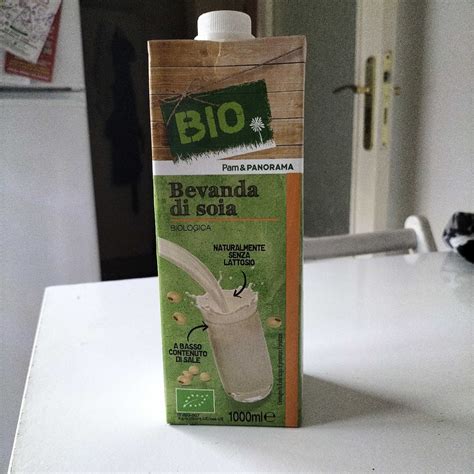 BIO
Pam & PANORAMA
Bevanda
di soia
BIOLOGICA
NATURALMENTE
SENZA
LATTOSIO
A BASSO
CONTENUTO
DI SALE
1000ml e